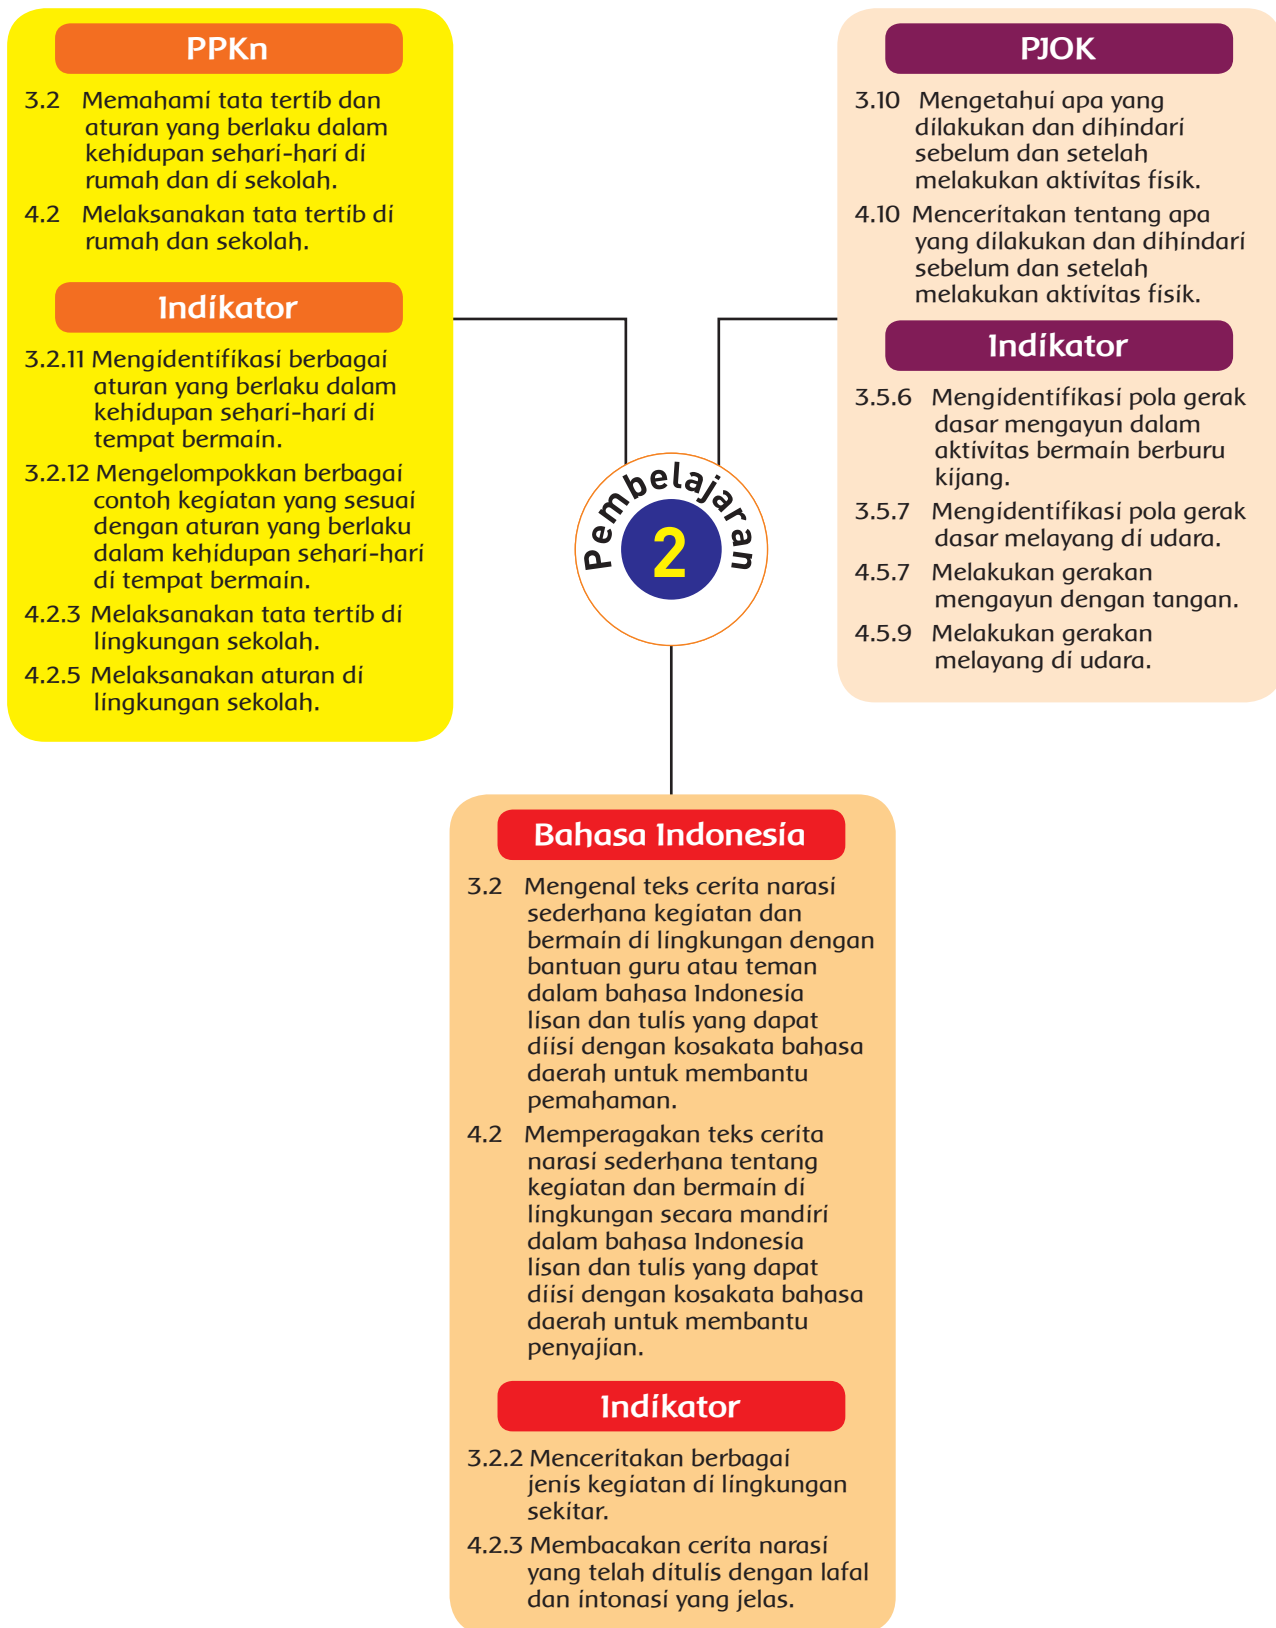 PPKn
3.2 Memahami tata tertib dan
aturan yang berlaku dalam
kehidupan sehari-hari di
rumah dan di sekolah.
4.2 Melaksanakan tata tertib di
rumah dan sekolah.
Indikator
3.2.11 Mengidentifikasi berbagai
aturan yang berlaku dalam
kehidupan sehari-hari di
tempat bermain.
3.2.12 Mengelompokkan berbagai
contoh kegiatan yang sesuai
dengan aturan yang berlaku
dalam kehidupan sehari-hari
di tempat bermain.
4.2.3 Melaksanakan tata tertib di
lingkungan sekolah.
4.2.5 Melaksanakan aturan di
lingkungan sekolah.
PJOK
3.10 Mengetahui apa yang
dilakukan dan dihindari
sebelum dan setelah
melakukan aktivitas fisik.
4.10 Menceritakan tentang apa
yang dilakukan dan dihindari
sebelum dan setelah
melakukan aktivitas fisik.
Indikator
3.5.6 Mengidentifikasi pola gerak
dasar mengayun dalam
aktivitas bermain berburu
kijang.
3.5.7 Mengidentifikasi pola gerak
dasar melayang di udara.
4.5.7 Melakukan gerakan
mengayun dengan tangan.
4.5.9 Melakukan gerakan
melayang di udara.
Pembelajaran
2
Bahasa Indonesia
3.2 Mengenal teks cerita narasi
sederhana kegiatan dan
bermain di lingkungan dengan
bantuan guru atau teman
dalam bahasa Indonesia
lisan dan tulis yang dapat
diisi dengan kosakata bahasa
daerah untuk membantu
pemahaman.
4.2 Memperagakan teks cerita
narasi sederhana tentang
kegiatan dan bermain di
lingkungan secara mandiri
dalam bahasa Indonesia
lisan dan tulis yang dapat
diisi dengan kosakata bahasa
daerah untuk membantu
penyajian.
Indikator
3.2.2 Menceritakan berbagai
jenis kegiatan di lingkungan
sekitar.
4.2.3 Membacakan cerita narasi
yang telah ditulis dengan lafal
dan intonasi yang jelas.